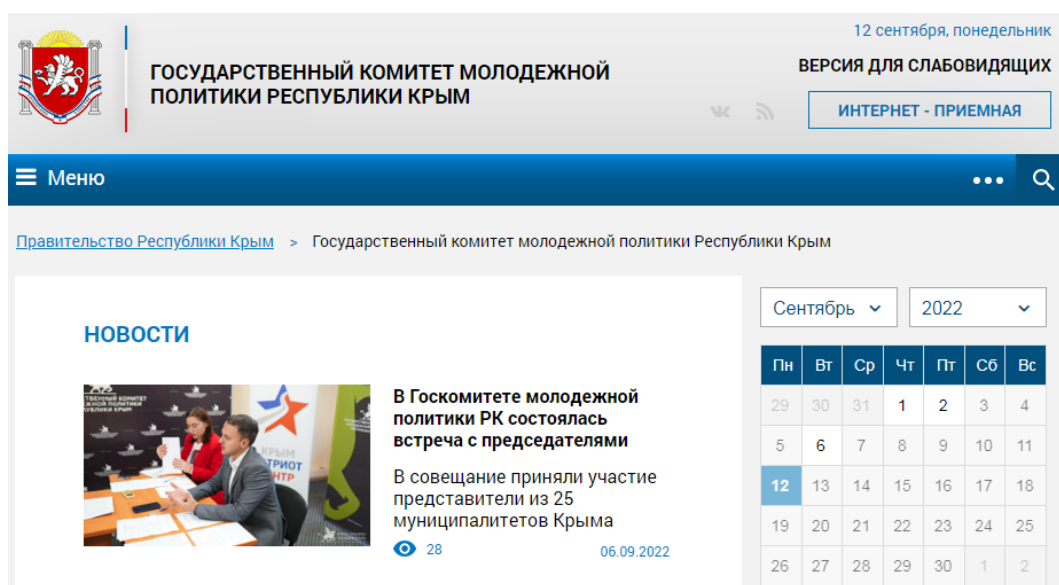 12 сентября, понедельник
ГОСУДАРСТВЕННЫЙ КОМИТЕТ МОЛОДЕЖНОЙ
ПОЛИТИКИ РЕСПУБЛИКИ КРЫМ
ВЕРСИЯ ДЛЯ СЛАБОВИДЯЩИХ
ИНТЕРНЕТ - ПРИЕМНАЯ
Меню
Правительство Республики Крым > Государственный комитет молодежной политики Республики Крым
НОВОСТИ
КРЫМ
ПАТРИОТ
ЦЕНТР
В Госкомитете молодежной
политики РК состоялась
встреча с председателями
В совещание приняли участие
представители из 25
муниципалитетов Крыма
28 06.09.2022
Сентябрь 2022
Пн Вт Ср Чт Пт Сб Вс
29 30 31 1 2 3 4
5 6 7 8 9 10 11
12 13 14 15 16 17 18
19 20 21 22 23 24 25
26 27 28 29 30 1 2